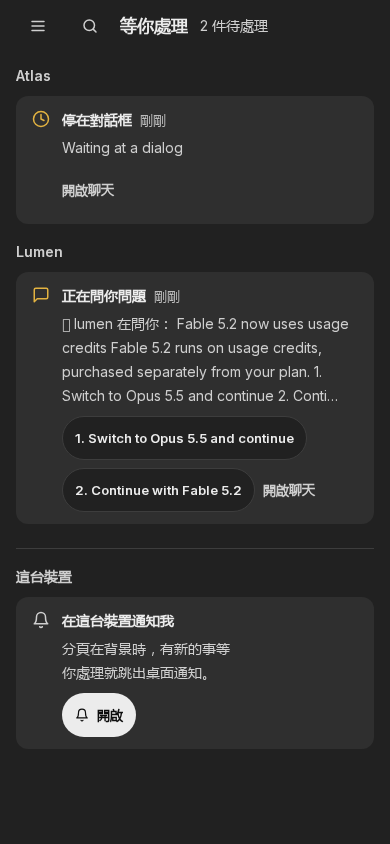 等你處理 2 件待處理
Atlas
停在對話框 剛剛
Waiting at a dialog
開啟聊天
Lumen
正在問你問題 剛剛
lumen 在問你： Fable 5.2 now uses usage
credits Fable 5.2 runs on usage credits,
purchased separately from your plan. 1.
Switch to Opus 5.5 and continue 2. Conti…
1. Switch to Opus 5.5 and continue
2. Continue with Fable 5.2 開啟聊天
這台裝置
在這台裝置通知我
分頁在背景時，有新的事等
你處理就跳出桌面通知。
開啟